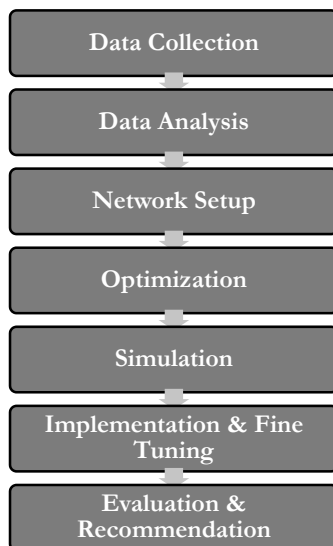 Data Collection
Data Analysis
Network Setup
Optimization
Simulation
Implementation & Fine
Tuning
Evaluation &
Recommendation